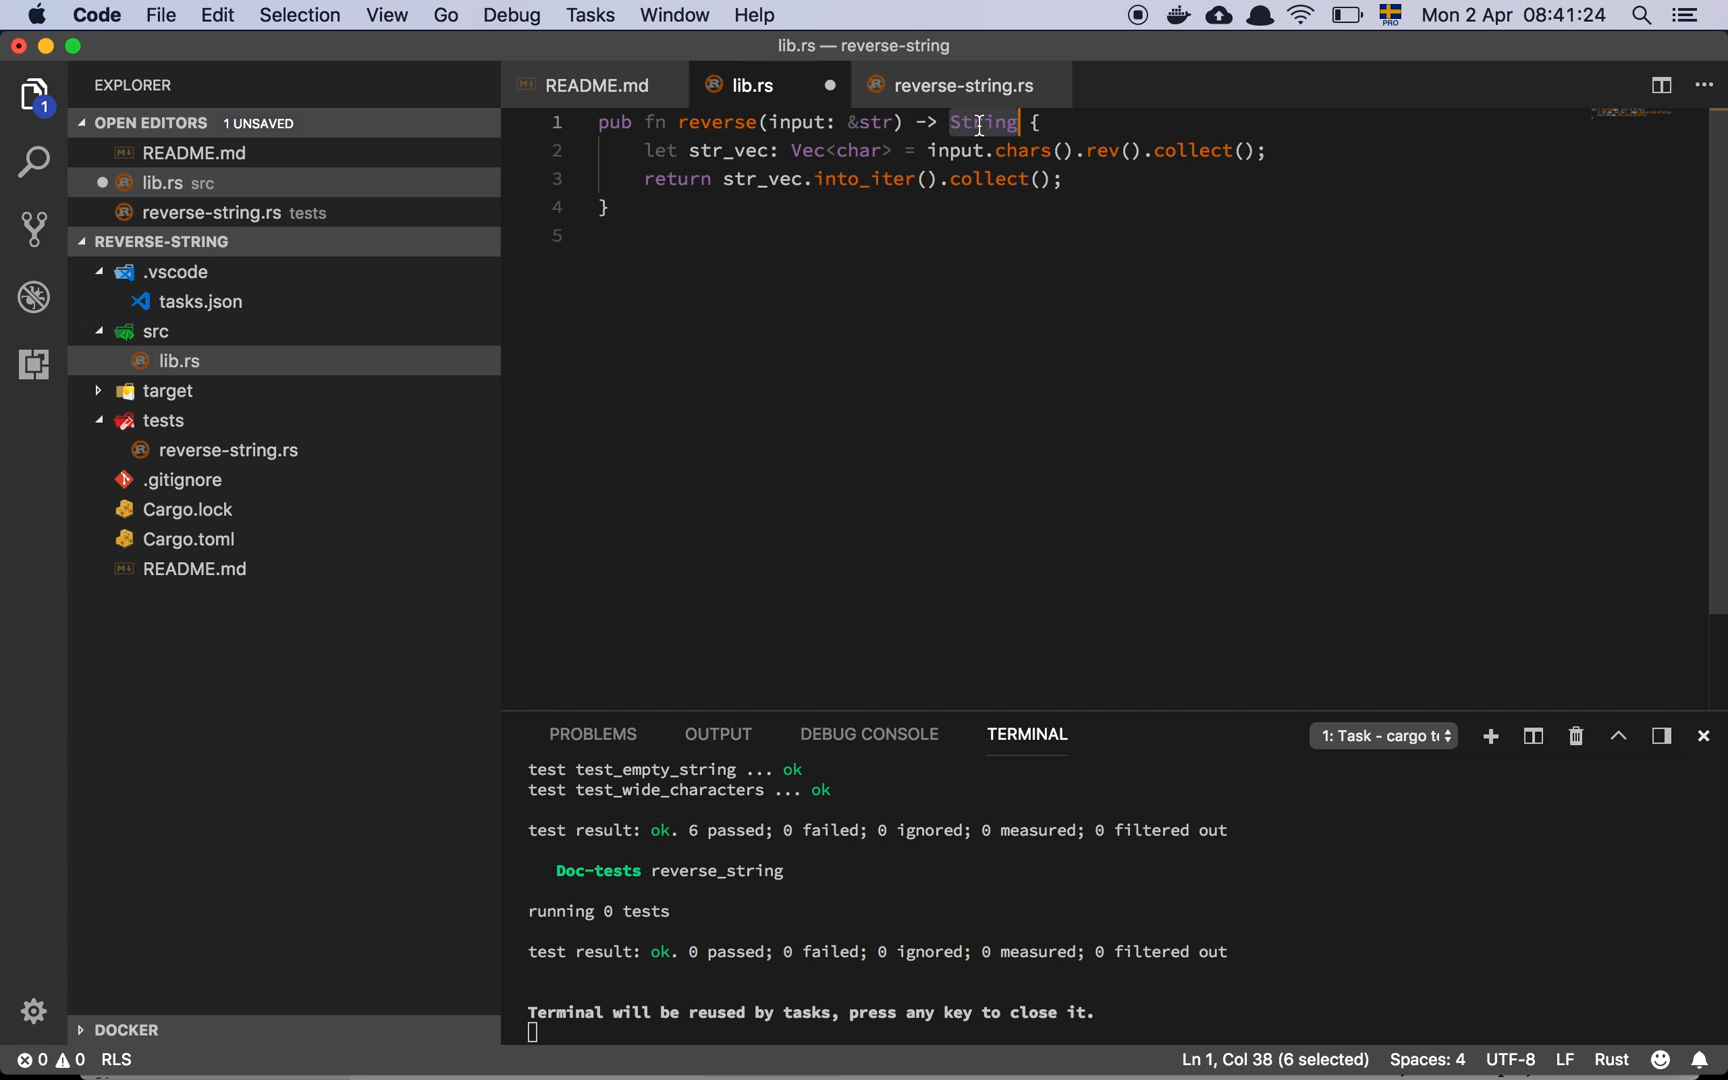 Code File Edit Selection View Go Debug Tasks Window Help PRO Mon 2 Apr 08:41:24
lib.rs — reverse-string
EXPLORER
README.md lib.rs reverse-string.rs
1
OPEN EDITORS 1 UNSAVED
README.md
lib.rs src
reverse-string.rs tests
REVERSE-STRING
.vscode
tasks.json
src
lib.rs
target
tests
reverse-string.rs
.gitignore
Cargo.lock
Cargo.toml
README.md
DOCKER
1 pub fn reverse(input: &str) -> String {
2 let str_vec: Vec<char> = input.chars().rev().collect();
3 return str_vec.into_iter().collect();
4 }
5
PROBLEMS OUTPUT DEBUG CONSOLE TERMINAL 1: Task - cargo te
test test_empty_string ... ok
test test_wide_characters ... ok
test result: ok. 6 passed; 0 failed; 0 ignored; 0 measured; 0 filtered out
Doc-tests reverse_string
running 0 tests
test result: ok. 0 passed; 0 failed; 0 ignored; 0 measured; 0 filtered out
Terminal will be reused by tasks, press any key to close it.
0 0 RLS Ln 1, Col 38 (6 selected) Spaces: 4 UTF-8 LF Rust